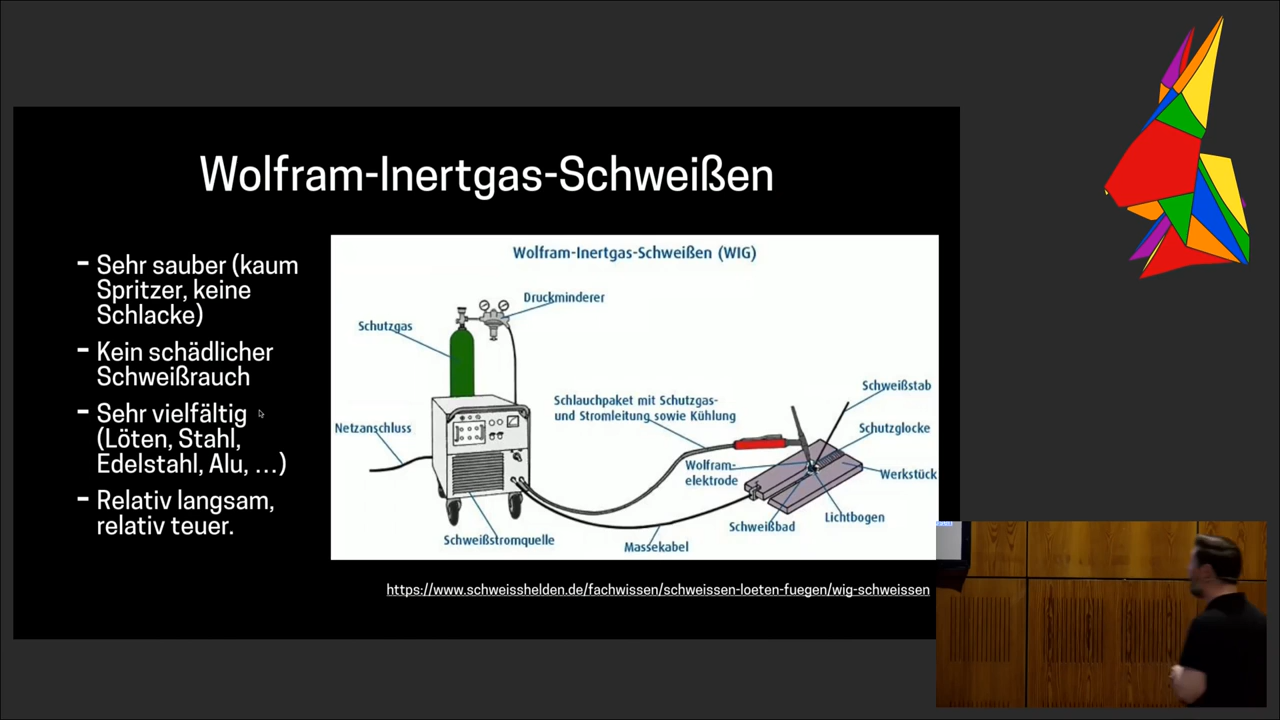 Wolfram-Inertgas-Schweißen
- Sehr sauber (kaum
Spritzer, keine
Schlacke)
- Kein schädlicher
Schweißrauch
- Sehr vielfältig
(Löten, Stahl,
Edelstahl, Alu, …)
- Relativ langsam,
relativ teuer.
Wolfram-Inertgas-Schweißen (WIG)
Druckminderer
Schutzgas
Schweißstab
Schlauchpaket mit Schutzgas-
und Stromleitung sowie Kühlung
Netzanschluss
Schutzglocke
Wolfram-
elektrode
Werkstück
Lichtbogen
Schweißbad
Schweißstromquelle
Massekabel
https://www.schweisshelden.de/fachwissen/schweissen-loeten-fuegen/wig-schweissen